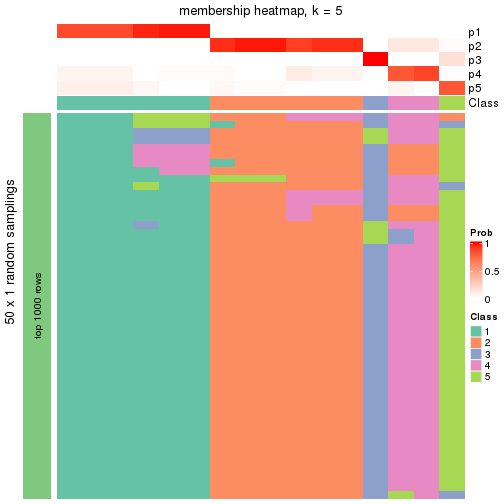 membership heatmap, k = 5
p1
p2
p3
p4
p5
Class
50 x 1 random samplings
top 1000 rows
Prob
1
0.5
0
Class
1
2
3
4
5